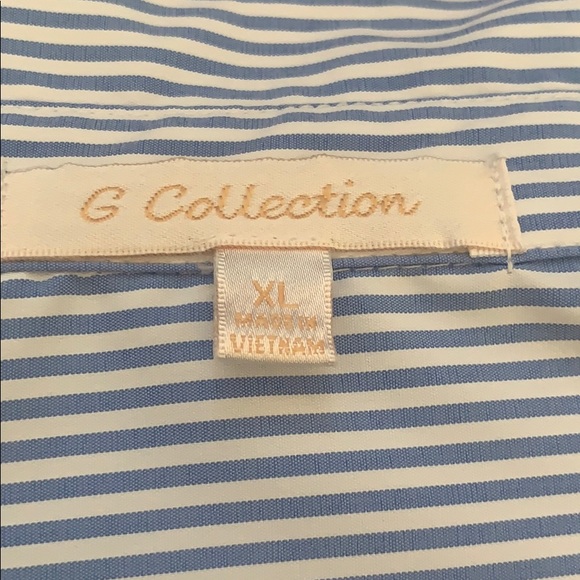 G Collection
XL
MADE IN
VIETNAM